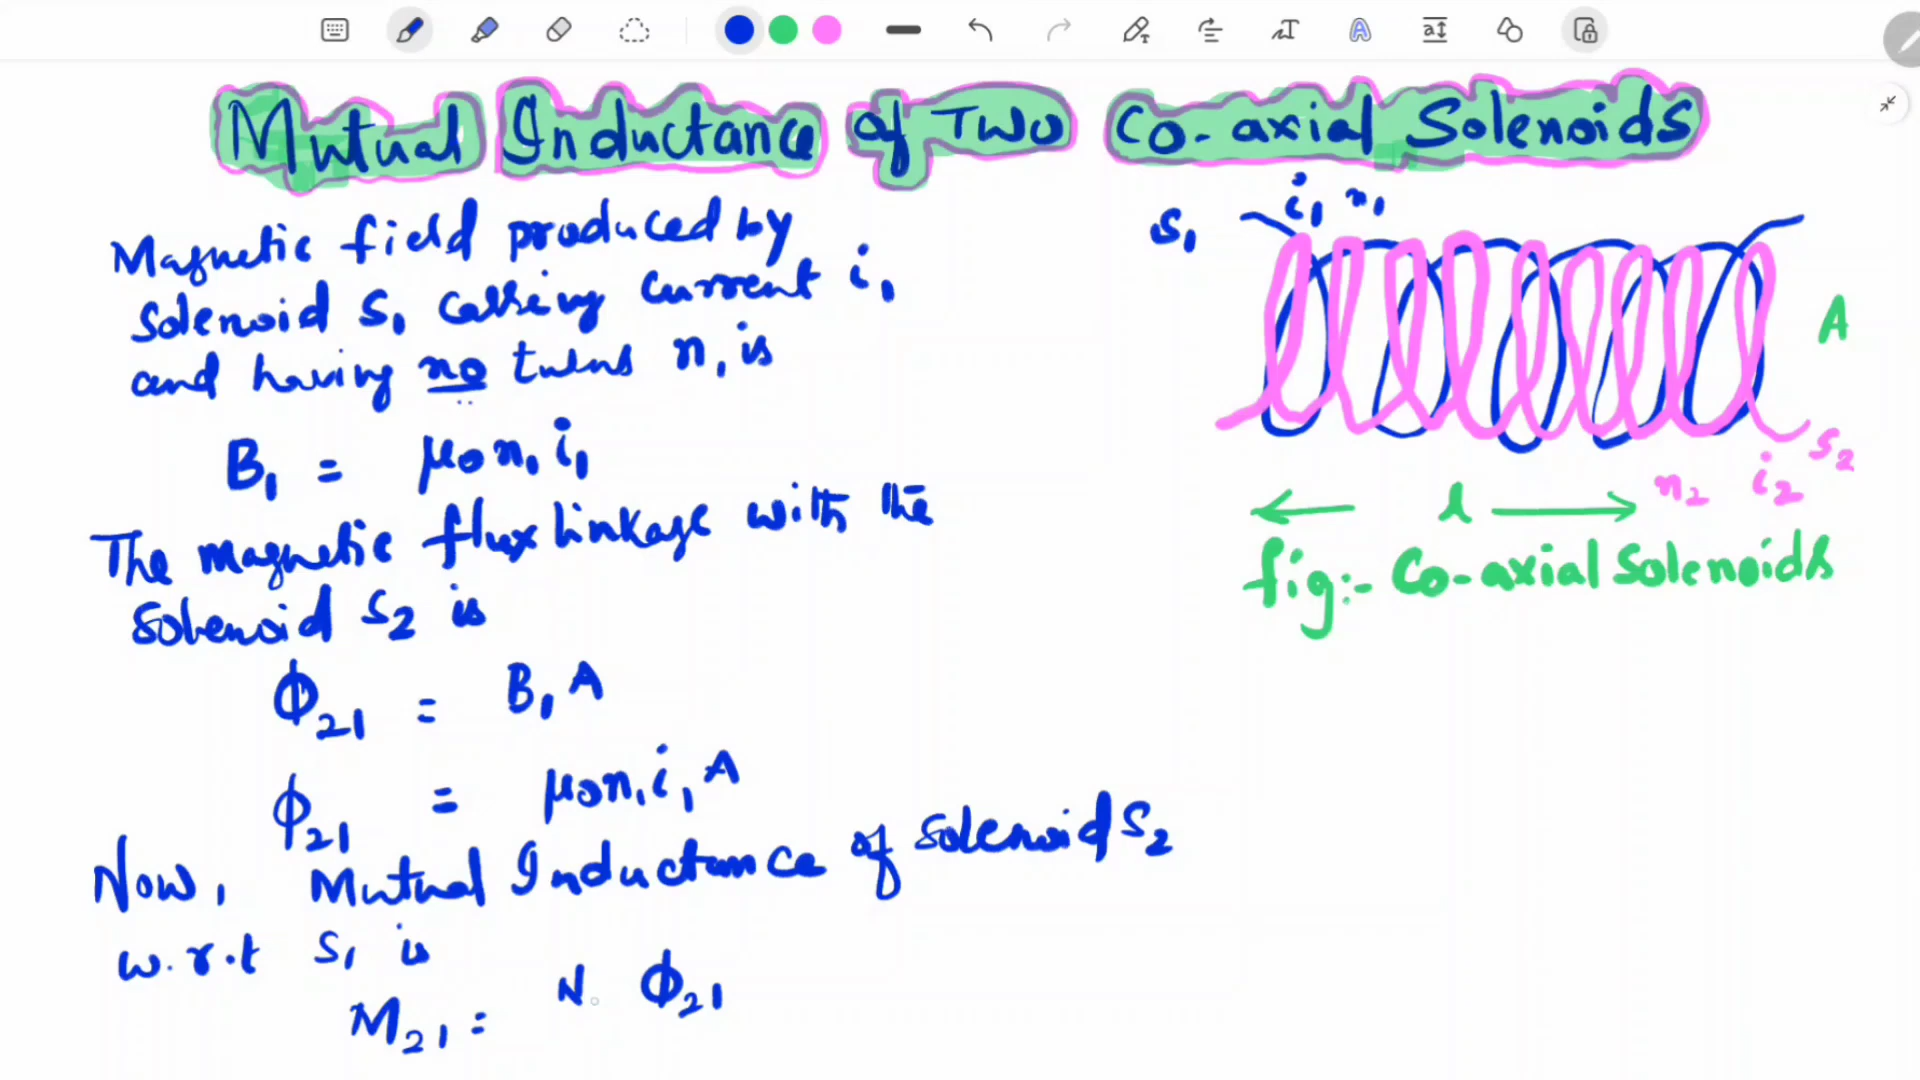 Mutual Inductance of Two Co-axial Solenoids
Magnetic field produced by
solenoid S₁ carrying current i₁
and having no turns n₁ is
B₁ = μ₀n₁i₁
The magnetic flux linkage with the
solenoid S₂ is
Φ₂₁ = B₁A
Φ₂₁ = μ₀n₁i₁A
Now, Mutual Inductance of solenoid S₂
w.r.t S₁ is
M₂₁ = N Φ₂₁
S₁ i₁ n₁
A
S₂
n₂ i₂
l
fig:- Co-axial Solenoids